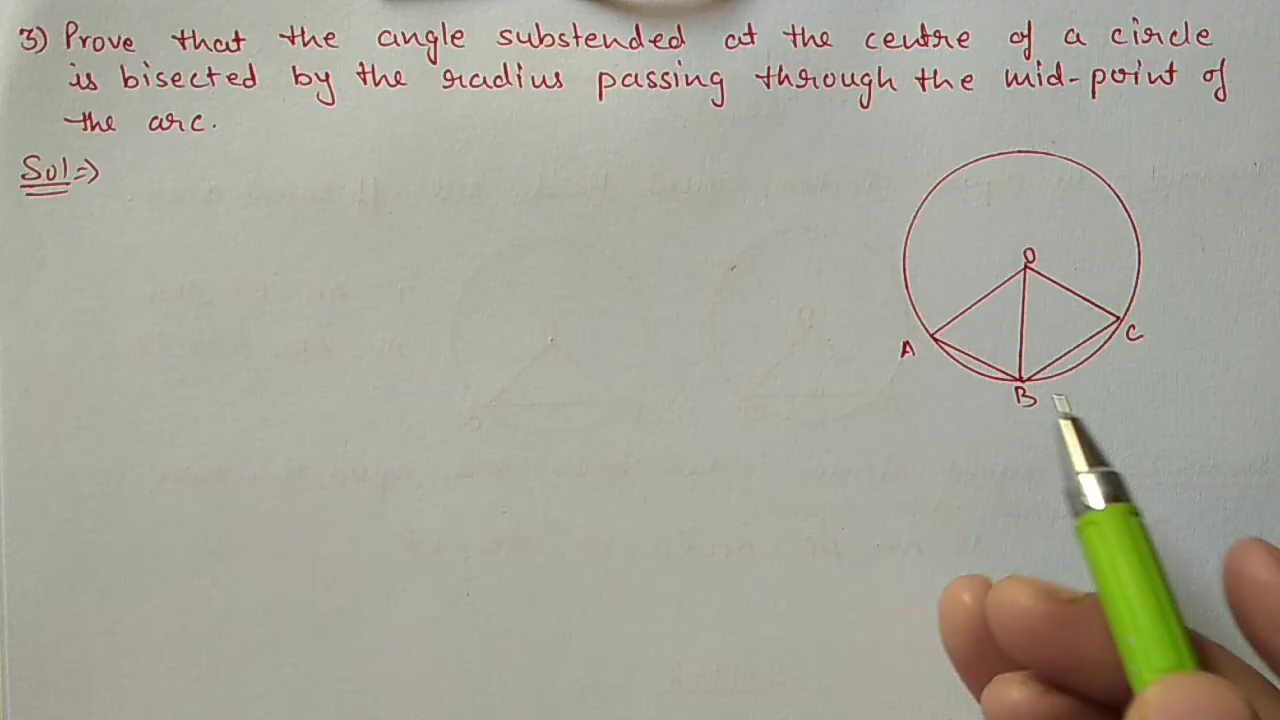 3) Prove that the angle substended at the centre of a circle
is bisected by the radius passing through the mid-point of
the arc.
Sol=>
O
A
C
B